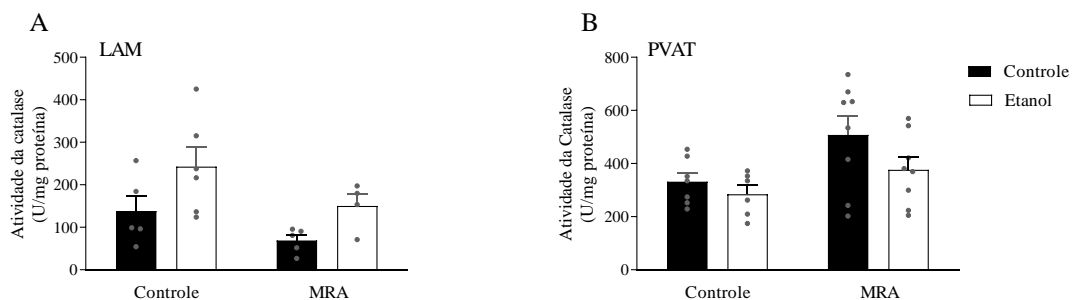 A
LAM
Atividade da catalase
(U/mg proteína)
500
400
300
200
100
0
Controle
MRA
B
PVAT
Atividade da Catalase
(U/mg proteína)
800
600
400
200
0
Controle
MRA
Controle
Etanol